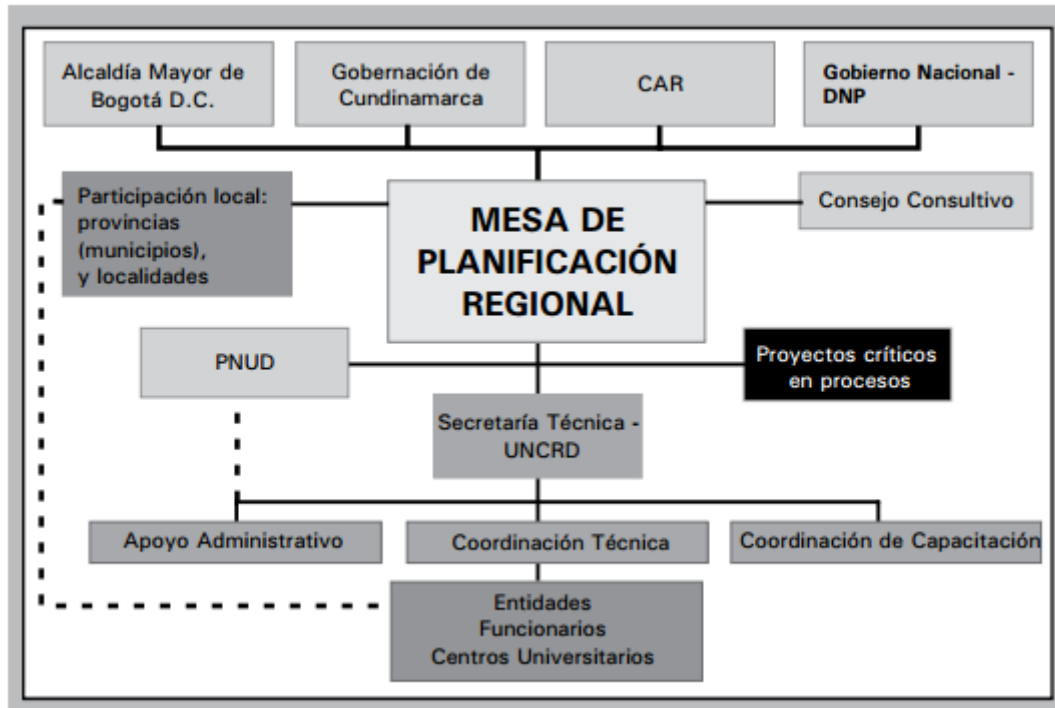 Alcaldía Mayor de
Bogotá D.C.
Gobernación de
Cundinamarca
CAR
Gobierno Nacional -
DNP
Participación local:
provincias
(municipios),
y localidades
MESA DE
PLANIFICACIÓN
REGIONAL
Consejo Consultivo
PNUD
Proyectos críticos
en procesos
Secretaría Técnica -
UNCRD
Apoyo Administrativo
Coordinación Técnica
Coordinación de Capacitación
Entidades
Funcionarios
Centros Universitarios